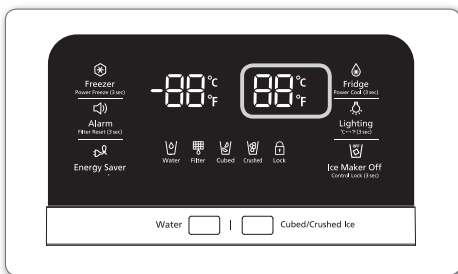 Freezer
Power Freeze (3 sec)
Alarm
Filter Reset (3 sec)
Energy Saver
-88°C
°F
88°C
°F
Water Filter Cubed Crushed Lock
Fridge
Power Cool (3 sec)
Lighting
°C↔°F (3 sec)
Ice Maker Off
Control Lock (3 sec)
Water | Cubed/Crushed Ice